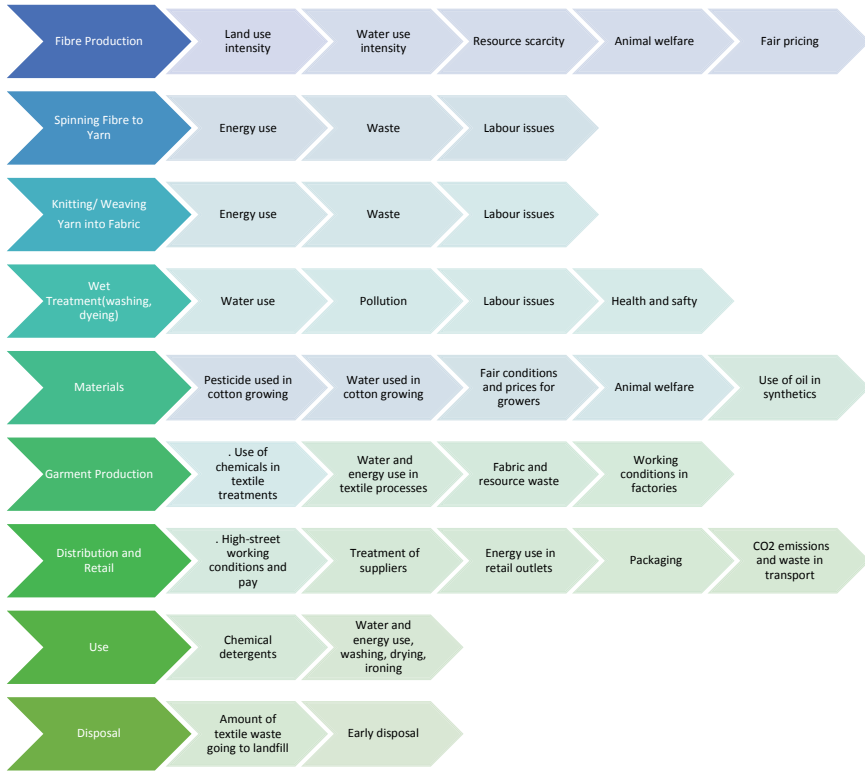 Fibre Production
Land use
intensity
Water use
intensity
Resource scarcity
Animal welfare
Fair pricing
Spinning Fibre to
Yarn
Energy use
Waste
Labour issues
Knitting/ Weaving
Yarn into Fabric
Energy use
Waste
Labour issues
Wet
Treatment(washing,
dyeing)
Water use
Pollution
Labour issues
Health and safty
Materials
Pesticide used in
cotton growing
Water used in
cotton growing
Fair conditions
and prices for
growers
Animal welfare
Use of oil in
synthetics
Garment Production
. Use of
chemicals in
textile
treatments
Water and
energy use in
textile processes
Fabric and
resource waste
Working
conditions in
factories
Distribution and
Retail
. High-street
working
conditions and
pay
Treatment of
suppliers
Energy use in
retail outlets
Packaging
CO2 emissions
and waste in
transport
Use
Chemical
detergents
Water and
energy use,
washing, drying,
ironing
Disposal
Amount of
textile waste
going to landfill
Early disposal